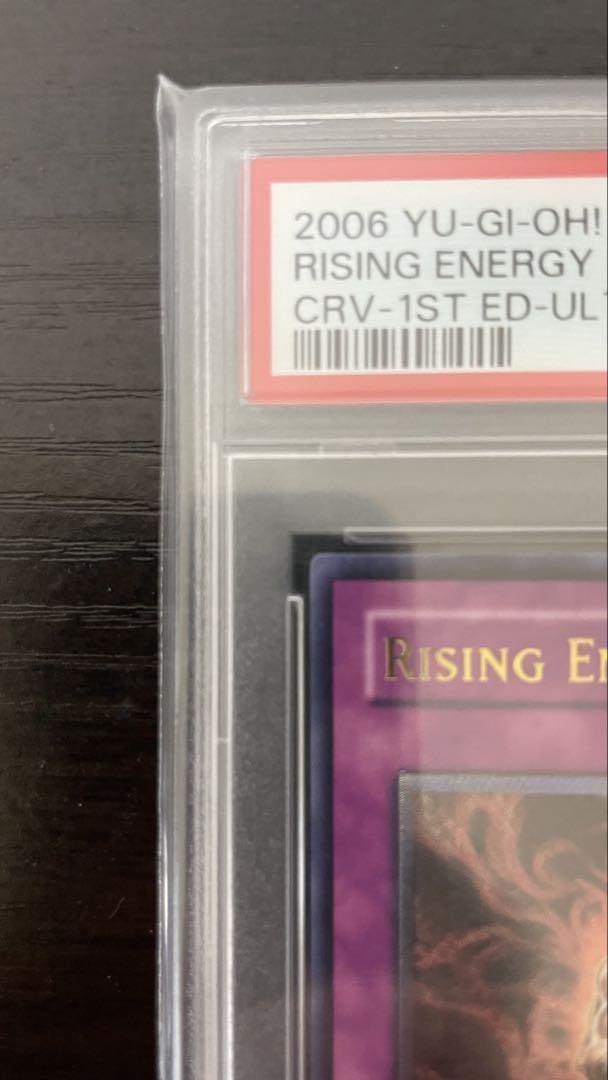 2006 YU-GI-OH!
RISING ENERGY
CRV-1ST ED-UL
RISING EN